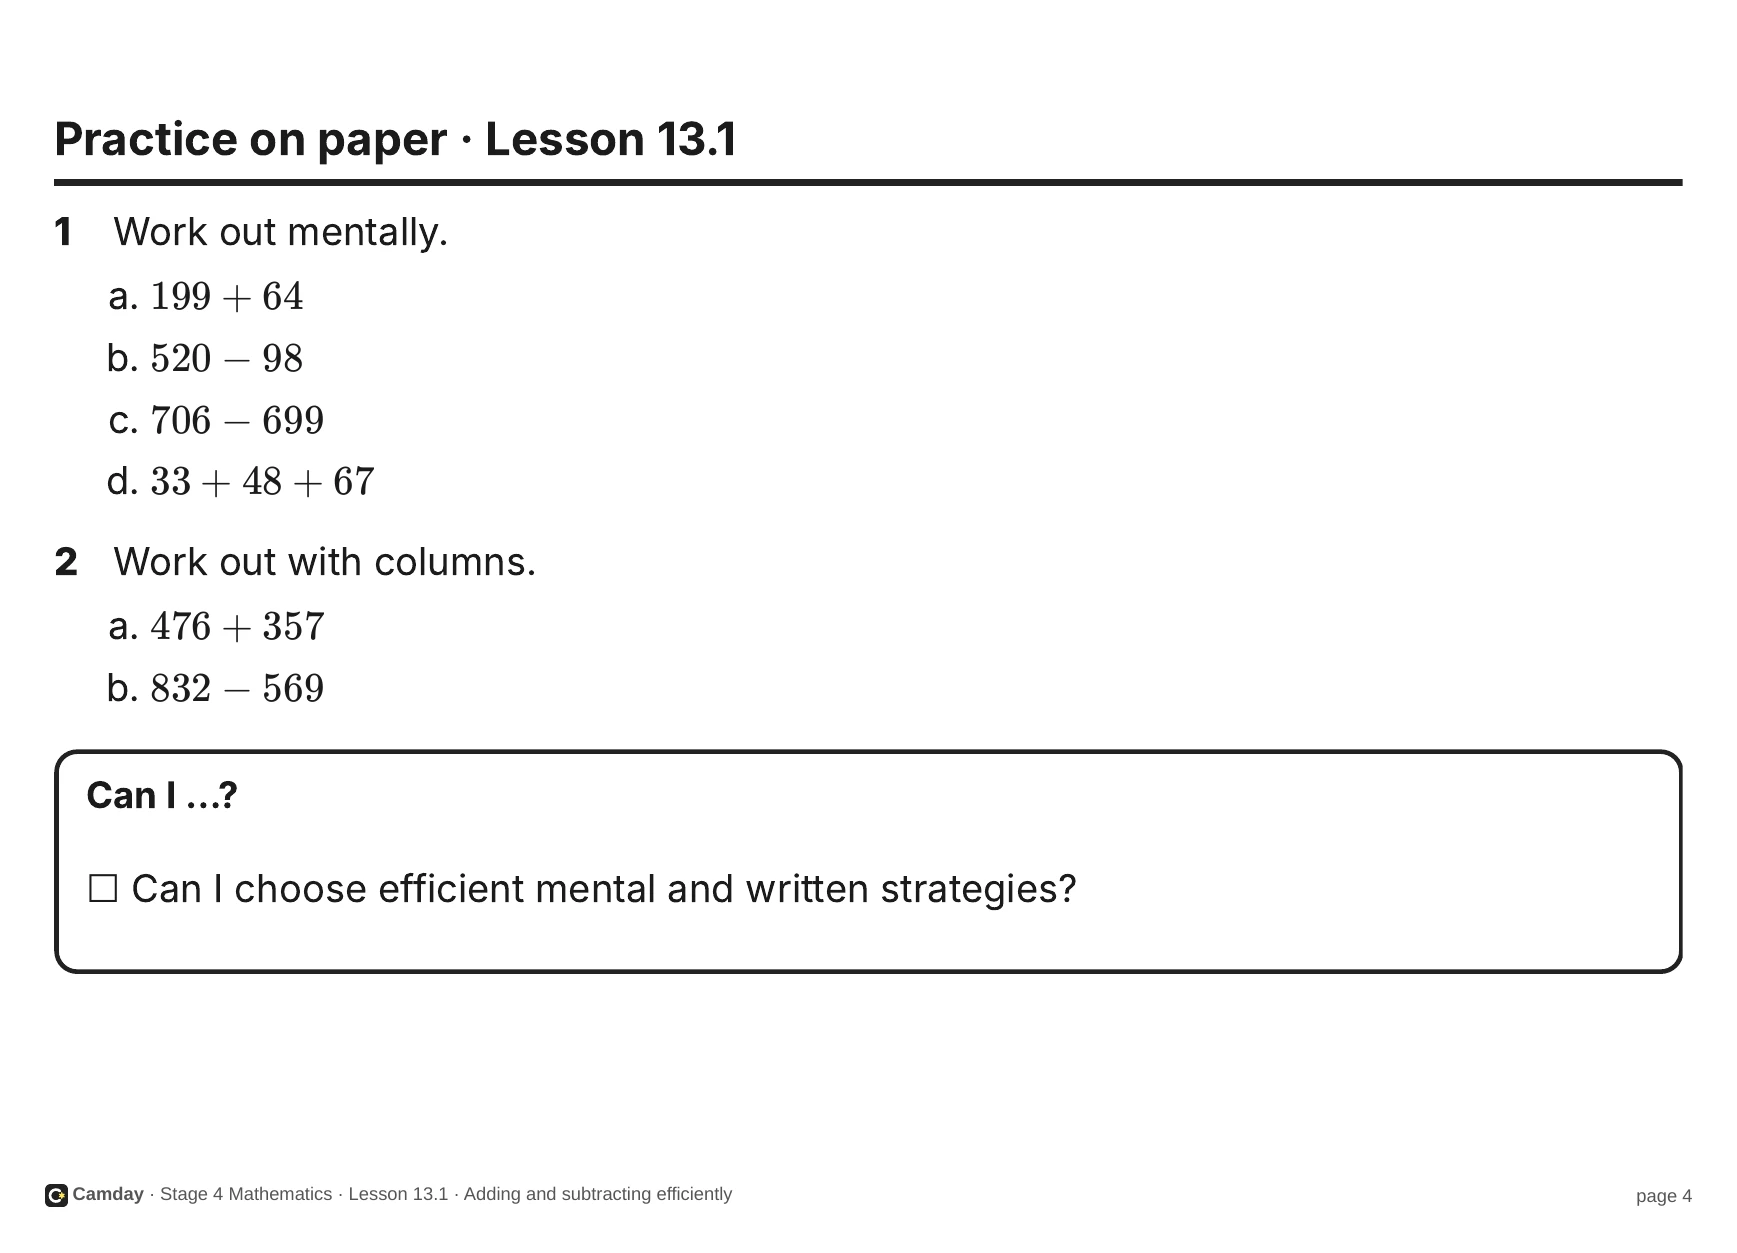 Practice on paper · Lesson 13.1
1 Work out mentally.
a. 199 + 64
b. 520 − 98
c. 706 − 699
d. 33 + 48 + 67
2 Work out with columns.
a. 476 + 357
b. 832 − 569
Can I ...?
☐ Can I choose efficient mental and written strategies?
Camday · Stage 4 Mathematics · Lesson 13.1 · Adding and subtracting efficiently
page 4